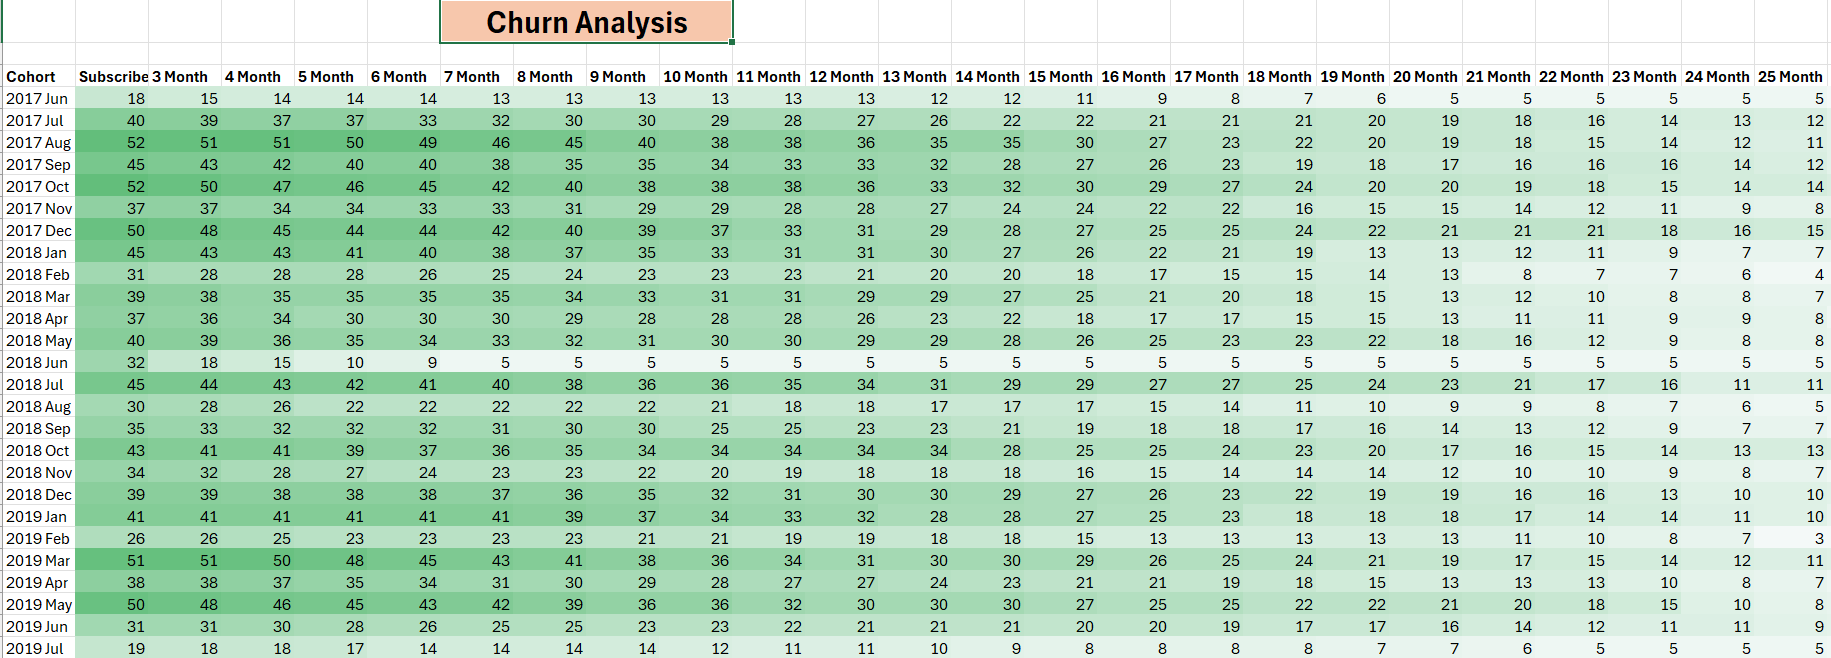 Churn Analysis
Cohort Subscribe 3 Month 4 Month 5 Month 6 Month 7 Month 8 Month 9 Month 10 Month 11 Month 12 Month 13 Month 14 Month 15 Month 16 Month 17 Month 18 Month 19 Month 20 Month 21 Month 22 Month 23 Month 24 Month 25 Month
2017 Jun 18 15 14 14 14 13 13 13 13 13 13 12 12 11 9 8 7 6 5 5 5 5 5 5
2017 Jul 40 39 37 37 33 32 30 30 29 28 27 26 22 22 21 21 21 20 19 18 16 14 13 12
2017 Aug 52 51 51 50 49 46 45 40 38 38 36 35 35 30 27 23 22 20 19 18 15 14 12 11
2017 Sep 45 43 42 40 40 38 35 35 34 33 33 32 28 27 26 23 19 18 17 16 16 16 14 12
2017 Oct 52 50 47 46 45 42 40 38 38 38 36 33 32 30 29 27 24 20 20 19 18 15 14 14
2017 Nov 37 37 34 34 33 33 31 29 29 28 28 27 24 24 22 22 16 15 15 14 12 11 9 8
2017 Dec 50 48 45 44 44 42 40 39 37 33 31 29 28 27 25 25 24 22 21 21 21 18 16 15
2018 Jan 45 43 43 41 40 38 37 35 33 31 31 30 27 26 22 21 19 13 13 12 11 9 7 7
2018 Feb 31 28 28 28 26 25 24 23 23 23 21 20 20 18 17 15 15 14 13 8 7 7 6 4
2018 Mar 39 38 35 35 35 35 34 33 31 31 29 29 27 25 21 20 18 15 13 12 10 8 8 7
2018 Apr 37 36 34 30 30 30 29 28 28 28 26 23 22 18 17 17 15 15 13 11 11 9 9 8
2018 May 40 39 36 35 34 33 32 31 30 30 29 29 28 26 25 23 23 22 18 16 12 9 8 8
2018 Jun 32 18 15 10 9 5 5 5 5 5 5 5 5 5 5 5 5 5 5 5 5 5 5 5
2018 Jul 45 44 43 42 41 40 38 36 36 35 34 31 29 29 27 27 25 24 23 21 17 16 11 11
2018 Aug 30 28 26 22 22 22 22 22 21 18 18 17 17 17 15 14 11 10 9 9 8 7 6 5
2018 Sep 35 33 32 32 32 31 30 30 25 25 23 23 21 19 18 18 17 16 14 13 12 9 7 7
2018 Oct 43 41 41 39 37 36 35 34 34 34 34 34 28 25 25 24 23 20 17 16 15 14 13 13
2018 Nov 34 32 28 27 24 23 23 22 20 19 18 18 18 16 15 14 14 14 12 10 10 9 8 7
2018 Dec 39 39 38 38 38 37 36 35 32 31 30 30 29 27 26 23 22 19 19 16 16 13 10 10
2019 Jan 41 41 41 41 41 41 39 37 34 33 32 28 28 27 25 23 18 18 18 17 14 14 11 10
2019 Feb 26 26 25 23 23 23 23 21 21 19 19 18 18 15 13 13 13 13 13 11 10 8 7 3
2019 Mar 51 51 50 48 45 43 41 38 36 34 31 30 30 29 26 25 24 21 19 17 15 14 12 11
2019 Apr 38 38 37 35 34 31 30 29 28 27 27 24 23 21 21 19 18 15 13 13 13 10 8 7
2019 May 50 48 46 45 43 42 39 36 36 32 30 30 30 27 25 25 22 22 21 20 18 15 10 8
2019 Jun 31 31 30 28 26 25 25 23 23 22 21 21 21 20 20 19 17 17 16 14 12 11 11 9
2019 Jul 19 18 18 17 14 14 14 14 12 11 11 10 9 8 8 8 8 7 7 6 5 5 5 5